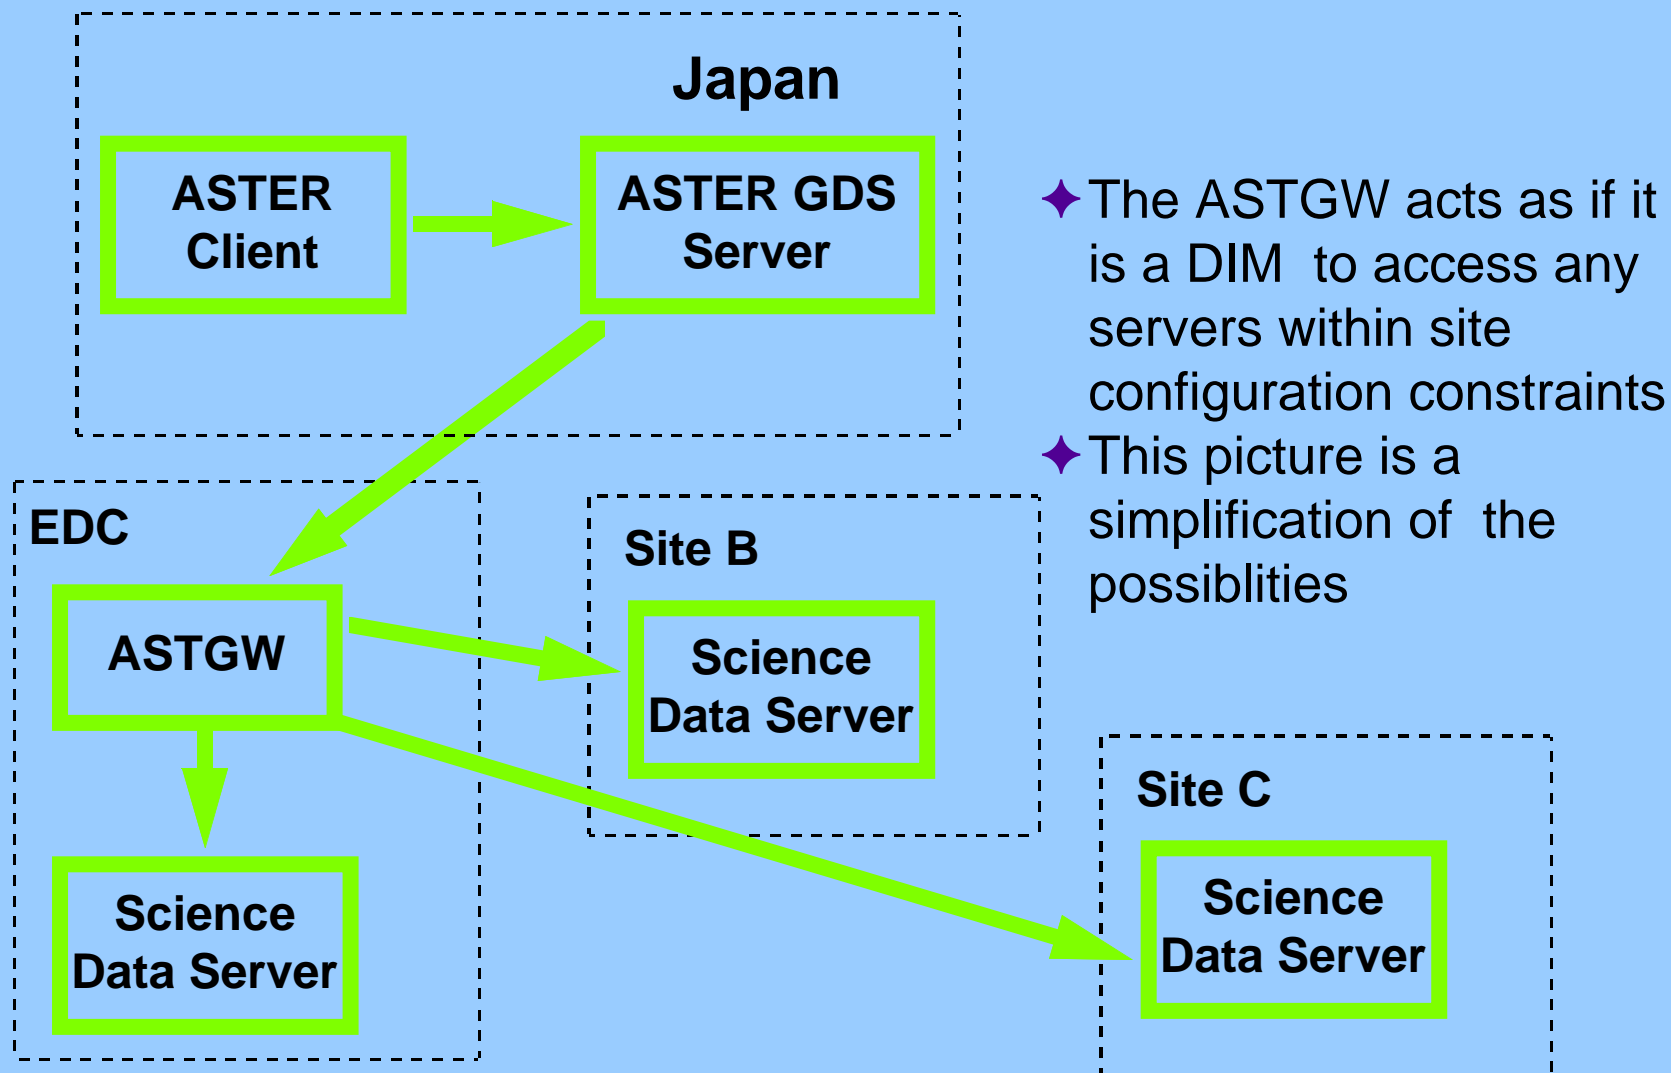 Japan
ASTER
Client
ASTER GDS
Server
The ASTGW acts as if it
is a DIM to access any
servers within site
configuration constraints
This picture is a
simplification of the
possiblities
EDC
ASTGW
Science
Data Server
Site B
Science
Data Server
Site C
Science
Data Server